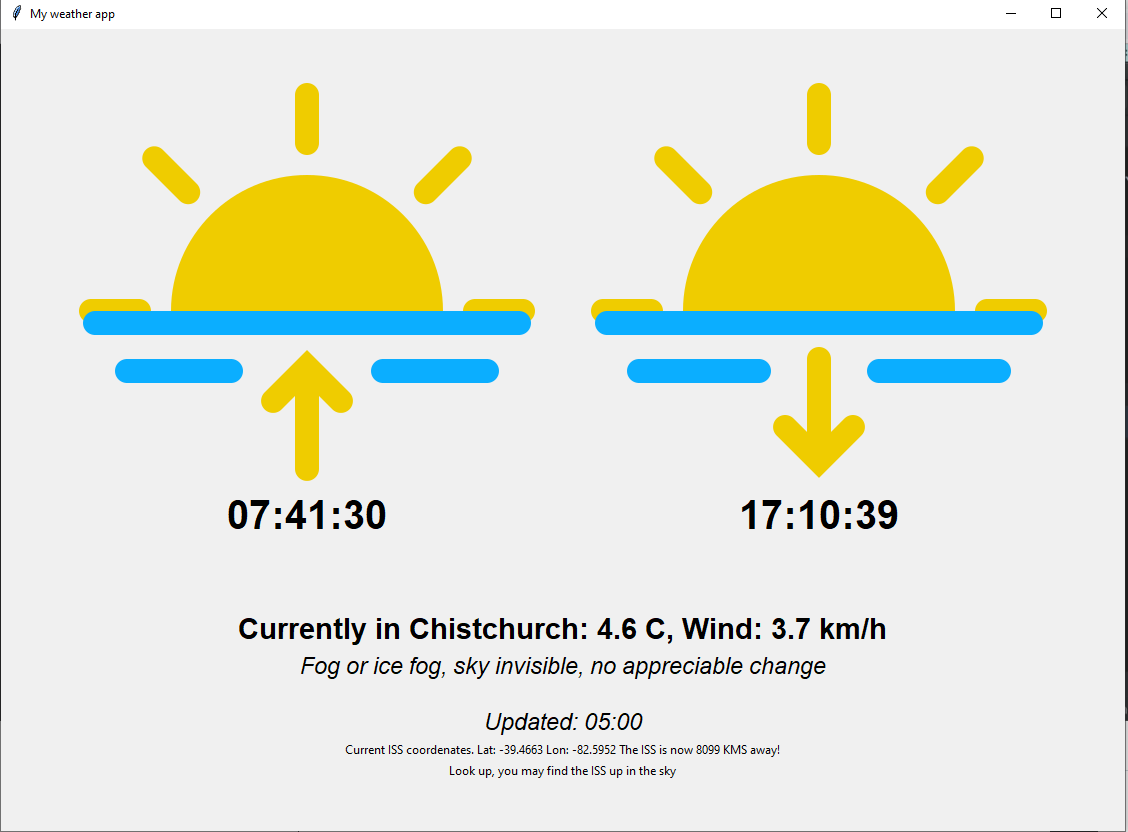 My weather app
07:41:30
17:10:39
Currently in Chistchurch: 4.6 C, Wind: 3.7 km/h
Fog or ice fog, sky invisible, no appreciable change
Updated: 05:00
Current ISS coordenates. Lat: -39.4663 Lon: -82.5952 The ISS is now 8099 KMS away!
Look up, you may find the ISS up in the sky